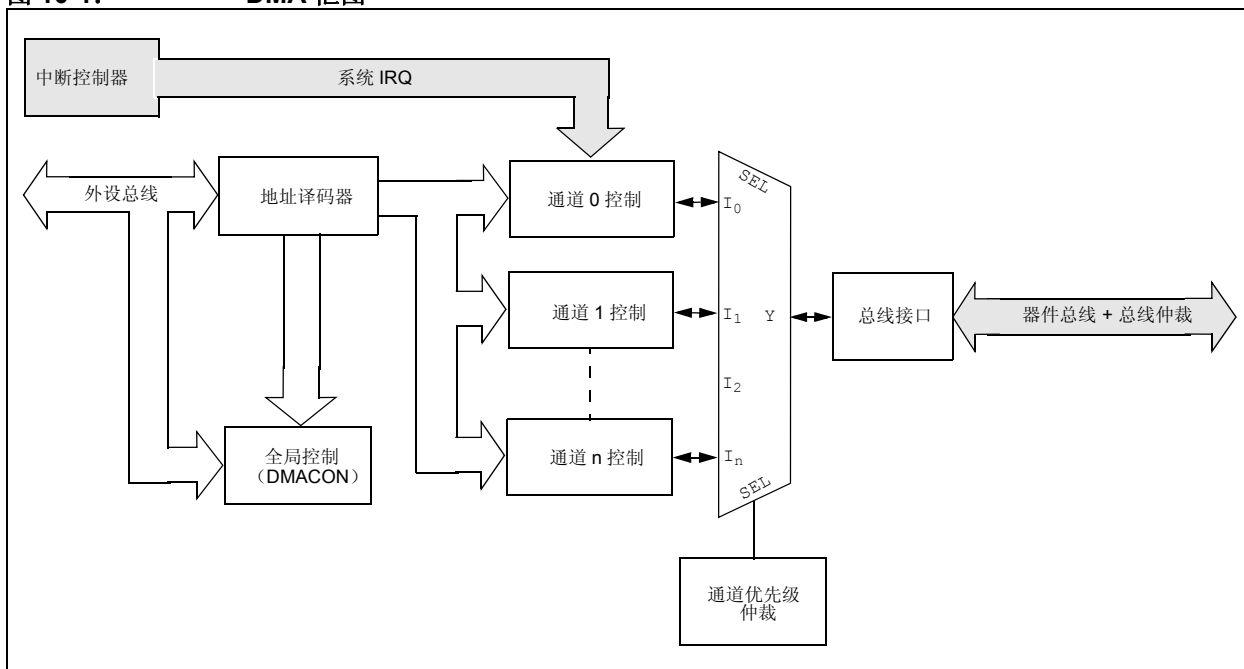 中断控制器
系统 IRQ
外设总线
地址译码器
通道 0 控制
SEL
I0
通道 1 控制
I1
Y
总线接口
器件总线 + 总线仲裁
I2
全局控制
（DMACON）
通道 n 控制
In
SEL
通道优先级
仲裁